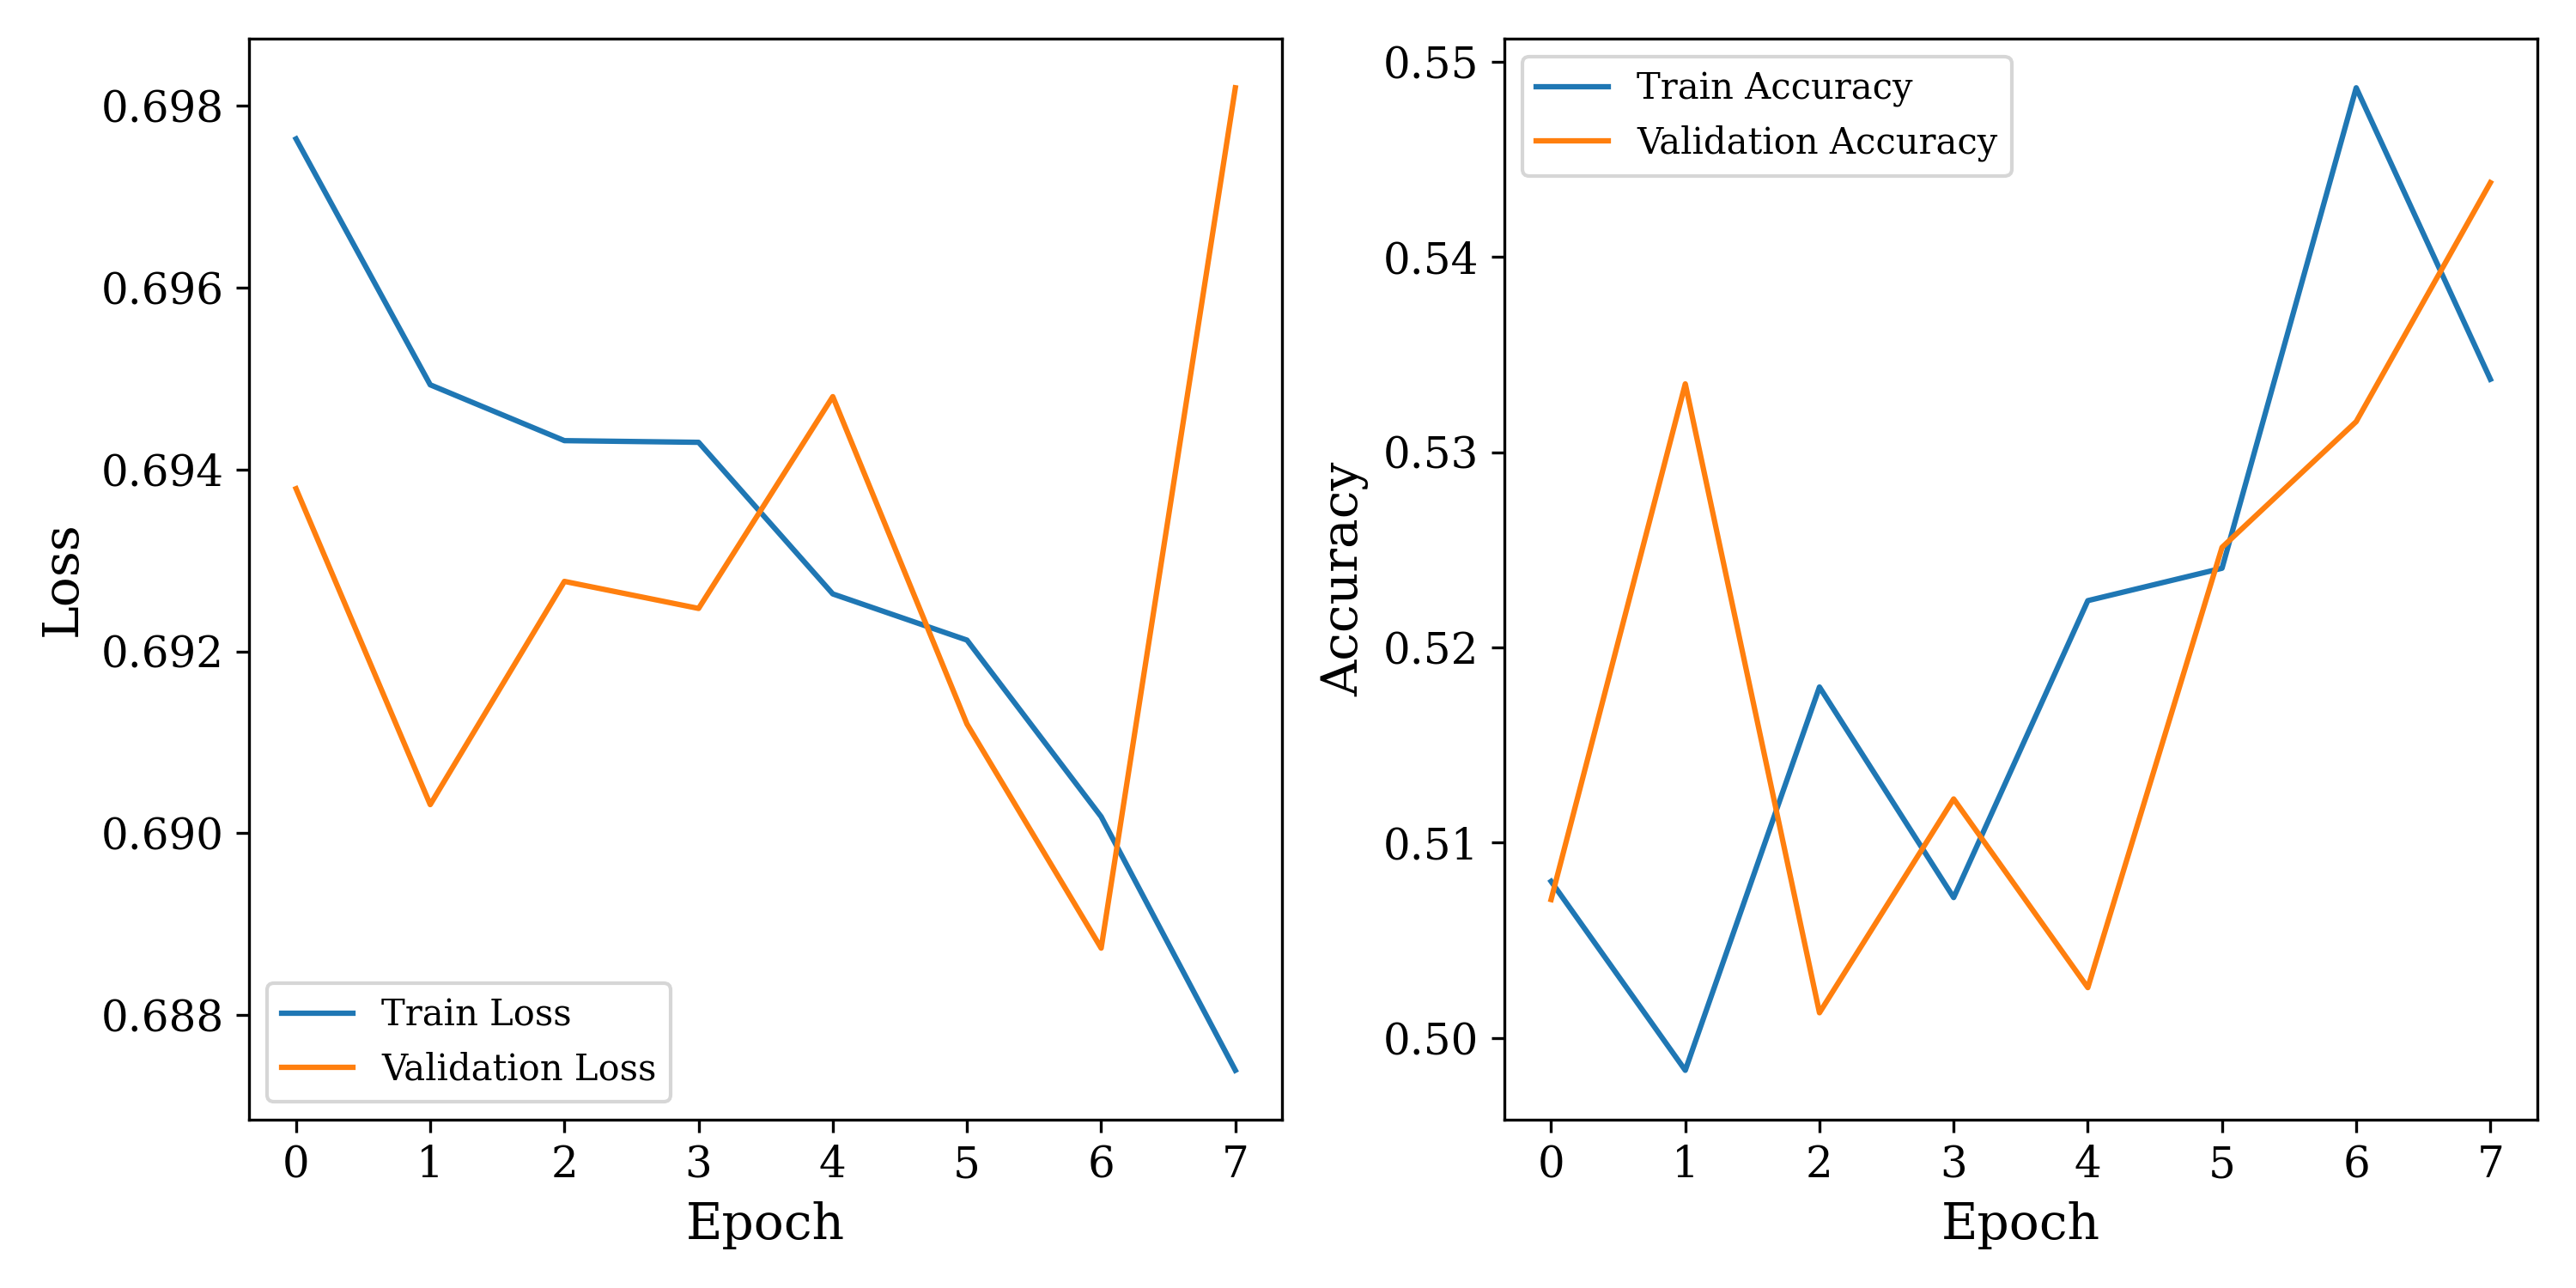 Loss
0.698
0.696
0.694
0.692
0.690
0.688
Train Loss
Validation Loss
0 1 2 3 4 5 6 7
Epoch
Accuracy
0.55
0.54
0.53
0.52
0.51
0.50
Train Accuracy
Validation Accuracy
0 1 2 3 4 5 6 7
Epoch